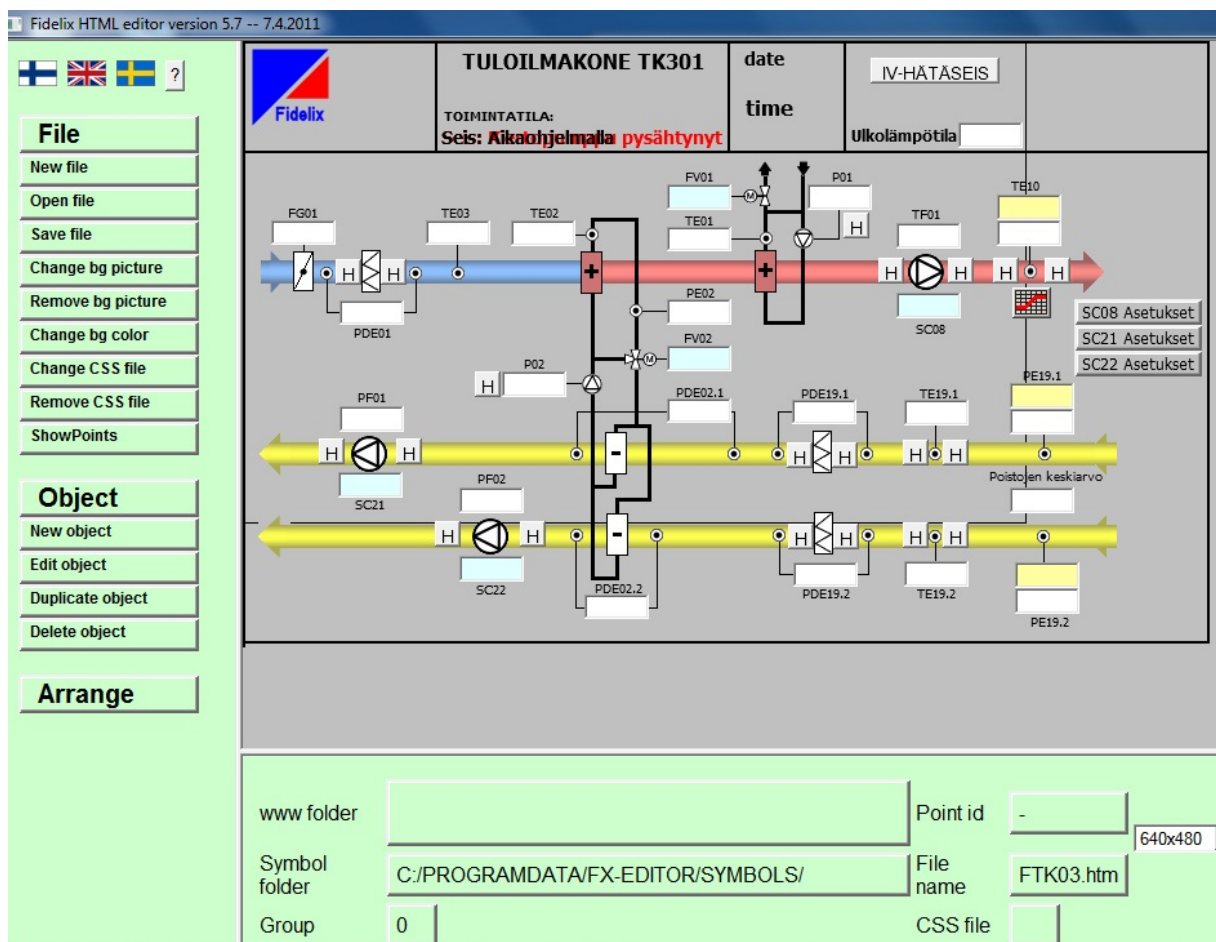 Fidelix HTML editor version 5.7 -- 7.4.2011
?
File
New file
Open file
Save file
Change bg picture
Remove bg picture
Change bg color
Change CSS file
Remove CSS file
ShowPoints
Object
New object
Edit object
Duplicate object
Delete object
Arrange
Fidelix
TULOILMAKONE TK301
TOIMINTATILA:
Seis: Aikaohjelmalla pysähtynyt
date
time
IV-HÄTÄSEIS
Ulkolämpötila
FV01
P01
TE10
M
FG01
TE03
TE02
TE01
H
TF01
+
+
H
H
H
H
H
H
PDE01
PE02
SC08
SC08 Asetukset
SC21 Asetukset
SC22 Asetukset
FV02
M
P02
H
PE19.1
PF01
PDE02.1
PDE19.1
TE19.1
H
H
-
H
H
H
H
SC21
PF02
Poistojen keskiarvo
H
H
-
H
H
H
H
SC22
PDE02.2
PDE19.2
TE19.2
PE19.2
www folder
Point id
-
640x480
Symbol folder
C:/PROGRAMDATA/FX-EDITOR/SYMBOLS/
File name
FTK03.htm
Group
0
CSS file